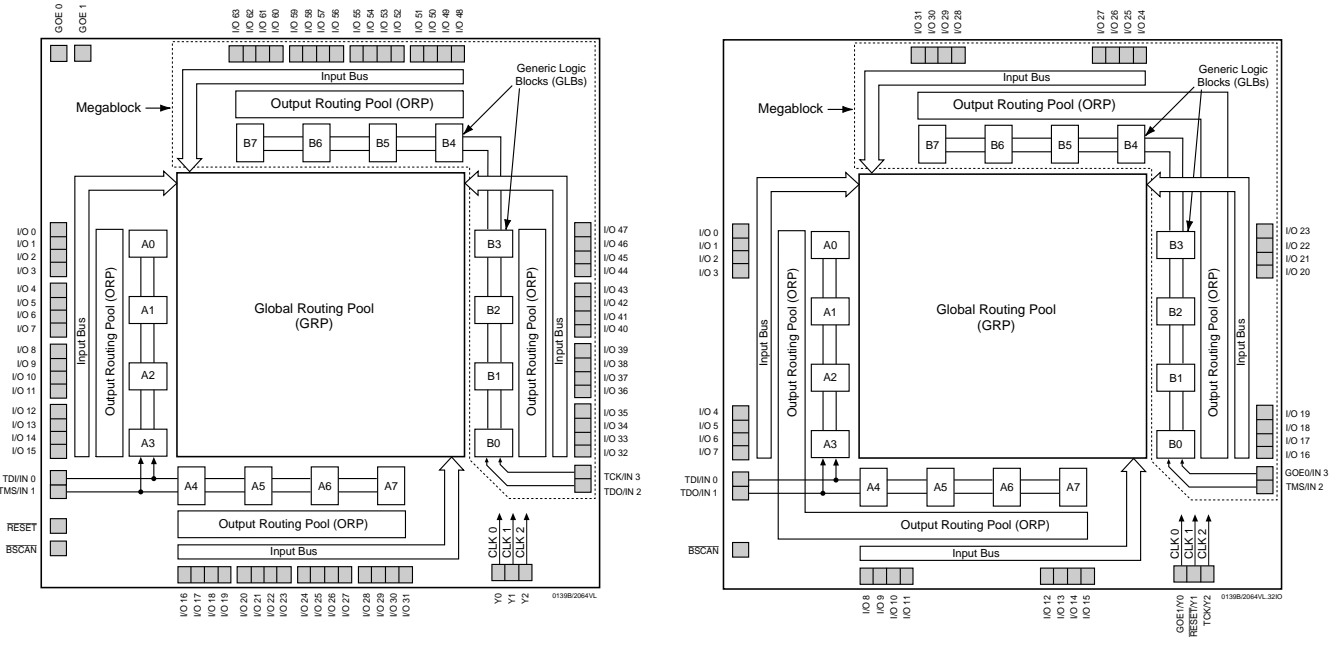 GOE 0
GOE 1
I/O 63
I/O 62
I/O 61
I/O 60
I/O 59
I/O 58
I/O 57
I/O 56
I/O 55
I/O 54
I/O 53
I/O 52
I/O 51
I/O 50
I/O 49
I/O 48
Input Bus
Output Routing Pool (ORP)
Megablock
Generic Logic
Blocks (GLBs)
B7
B6
B5
B4
I/O 0
I/O 1
I/O 2
I/O 3
I/O 4
I/O 5
I/O 6
I/O 7
I/O 8
I/O 9
I/O 10
I/O 11
I/O 12
I/O 13
I/O 14
I/O 15
Input Bus
Output Routing Pool (ORP)
A0
A1
A2
A3
Global Routing Pool
(GRP)
B3
B2
B1
B0
Output Routing Pool (ORP)
Input Bus
I/O 47
I/O 46
I/O 45
I/O 44
I/O 43
I/O 42
I/O 41
I/O 40
I/O 39
I/O 38
I/O 37
I/O 36
I/O 35
I/O 34
I/O 33
I/O 32
TDI/IN 0
TMS/IN 1
TCK/IN 3
TDO/IN 2
A4
A5
A6
A7
RESET
BSCAN
Output Routing Pool (ORP)
Input Bus
CLK 0
CLK 1
CLK 2
I/O 16
I/O 17
I/O 18
I/O 19
I/O 20
I/O 21
I/O 22
I/O 23
I/O 24
I/O 25
I/O 26
I/O 27
I/O 28
I/O 29
I/O 30
I/O 31
Y0
Y1
Y2
0139B/2064VL
I/O 31
I/O 30
I/O 29
I/O 28
I/O 27
I/O 26
I/O 25
I/O 24
Input Bus
Output Routing Pool (ORP)
Megablock
Generic Logic
Blocks (GLBs)
B7
B6
B5
B4
I/O 0
I/O 1
I/O 2
I/O 3
I/O 4
I/O 5
I/O 6
I/O 7
Input Bus
Output Routing Pool (ORP)
A0
A1
A2
A3
Global Routing Pool
(GRP)
B3
B2
B1
B0
Output Routing Pool (ORP)
Input Bus
I/O 23
I/O 22
I/O 21
I/O 20
I/O 19
I/O 18
I/O 17
I/O 16
TDI/IN 0
TDO/IN 1
GOE0/IN 3
TMS/IN 2
A4
A5
A6
A7
BSCAN
Output Routing Pool (ORP)
Input Bus
CLK 0
CLK 1
CLK 2
I/O 8
I/O 9
I/O 10
I/O 11
I/O 12
I/O 13
I/O 14
I/O 15
GOE1/Y0
RESET/Y1
TCK/Y2
0139B/2064VL.32IO